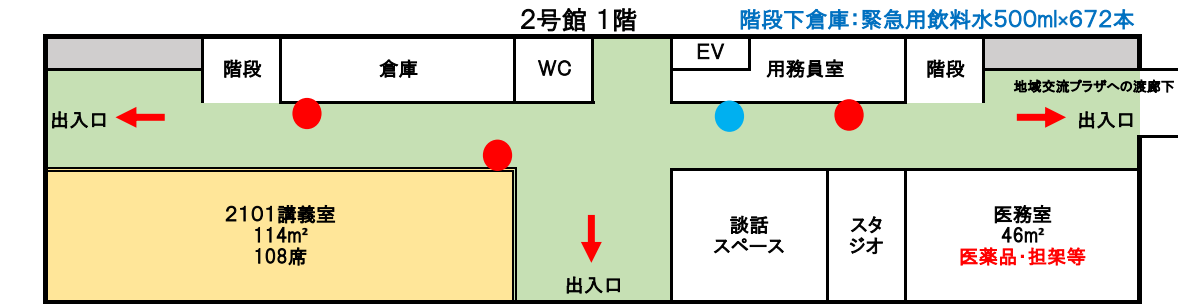 2号館 1階
階段下倉庫：緊急用飲料水500ml×672本
階段
倉庫
WC
EV
用務員室
階段
地域交流プラザへの渡廊下
出入口
出入口
2101講義室
114m²
108席
談話
スペース
スタ
ジオ
医務室
46m²
医薬品・担架等
出入口